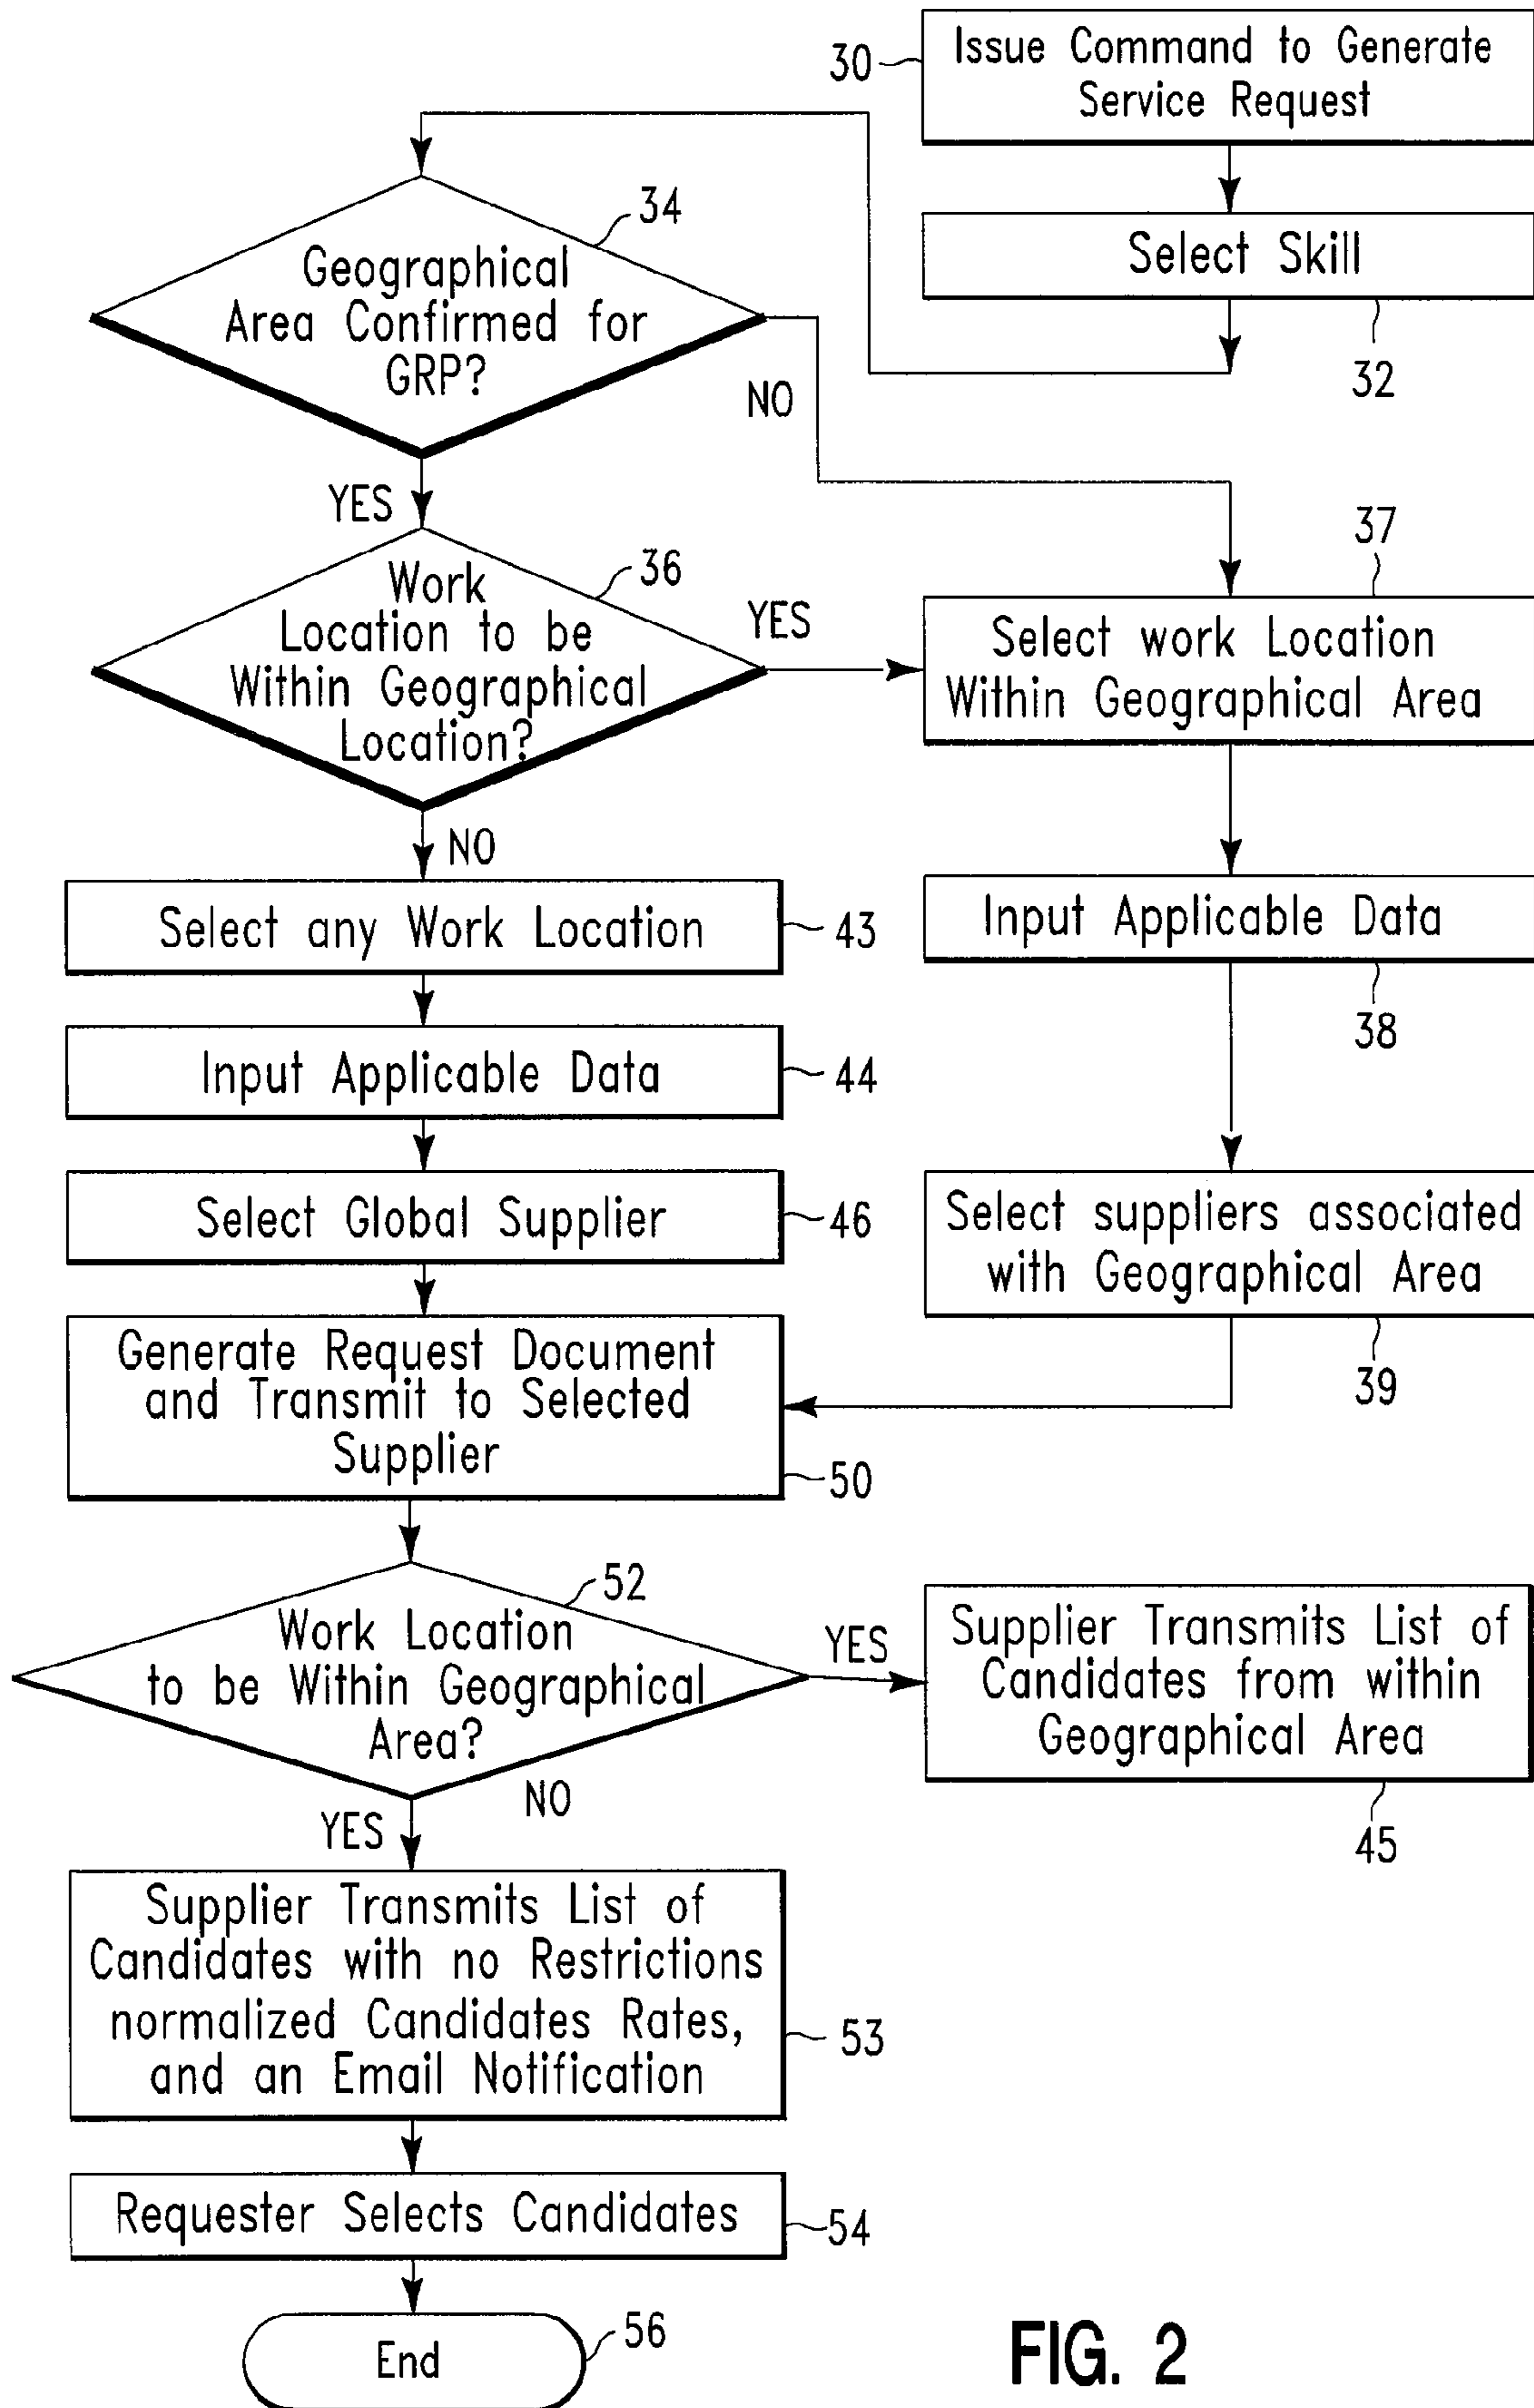 30
Issue Command to Generate
Service Request
Select Skill
32
34
Geographical
Area Confirmed for
GRP?
NO
YES
36
Work
Location to be
Within Geographical
Location?
YES
NO
37
Select work Location
Within Geographical Area
Input Applicable Data
38
Select suppliers associated
with Geographical Area
39
Select any Work Location
43
Input Applicable Data
44
Select Global Supplier
46
Generate Request Document
and Transmit to Selected
Supplier
50
52
Work Location
to be Within Geographical
Area?
YES
NO
YES
Supplier Transmits List of
Candidates from within
Geographical Area
45
Supplier Transmits List of
Candidates with no Restrictions
normalized Candidates Rates,
and an Email Notification
53
Requester Selects Candidates
54
End
56
FIG. 2